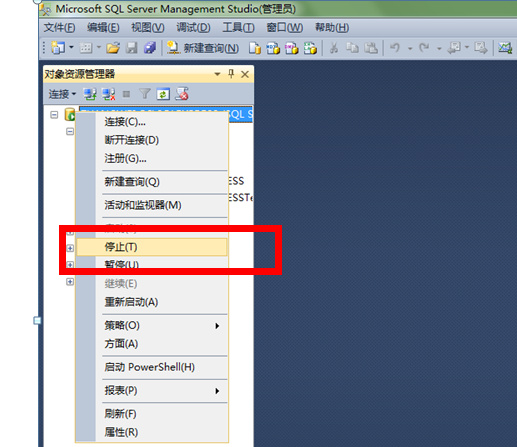 Microsoft SQL Server Management Studio(管理员)
文件(F) 编辑(E) 视图(V) 调试(D) 工具(T) 窗口(W) 帮助(H)
新建查询(N)
对象资源管理器
连接
SQL S
连接(C)...
断开连接(D)
注册(G)...
新建查询(Q)
ESS
活动和监视器(M)
ESSTe
停止(T)
暂停(U)
继续(E)
重新启动(A)
策略(O)
方面(A)
启动 PowerShell(H)
报表(P)
刷新(F)
属性(R)